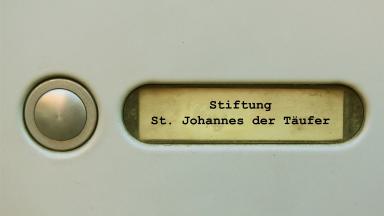 Stiftung
St. Johannes der Täufer